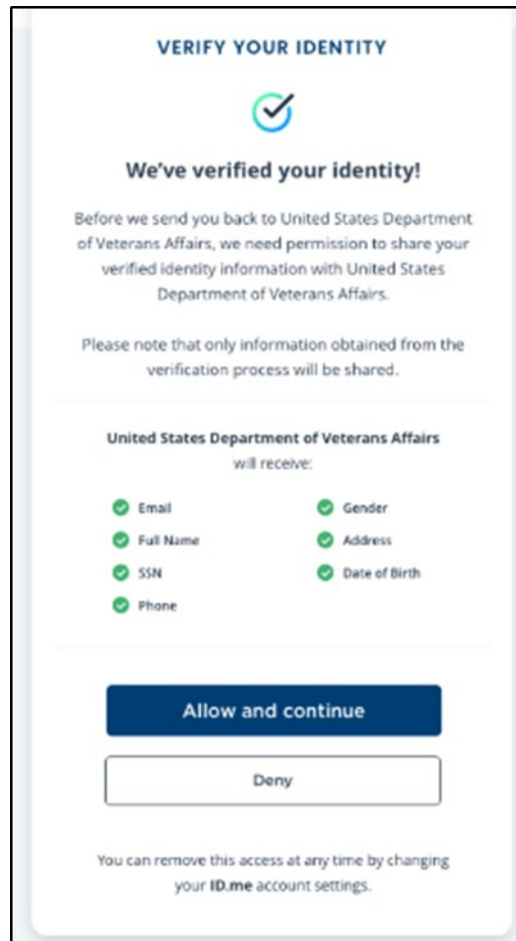 VERIFY YOUR IDENTITY
We've verified your identity!
Before we send you back to United States Department
of Veterans Affairs, we need permission to share your
verified identity information with United States
Department of Veterans Affairs.
Please note that only information obtained from the
verification process will be shared.
United States Department of Veterans Affairs
will receive:
Email
Gender
Full Name
Address
SSN
Date of Birth
Phone
Allow and continue
Deny
You can remove this access at any time by changing
your ID.me account settings.